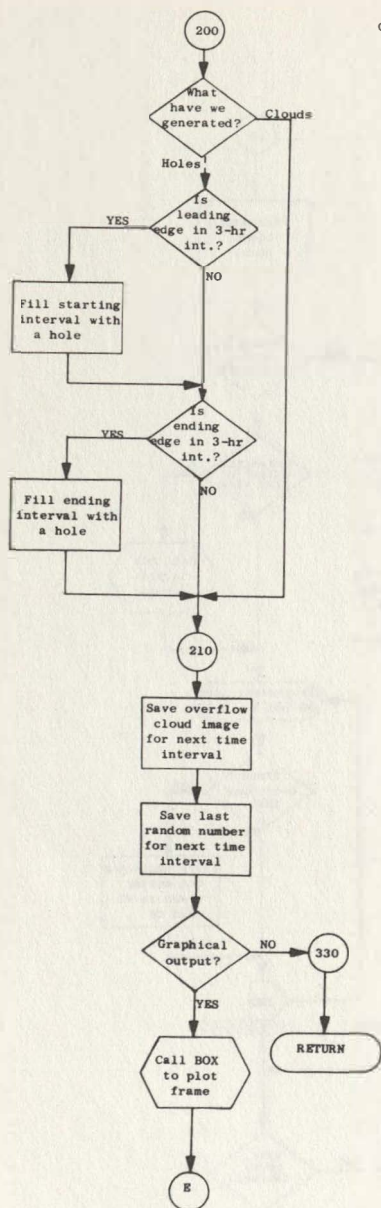 200
What
have we
generated?
Clouds
Holes
Is
leading
edge in 3-hr
int.?
YES
NO
Fill starting
interval with
a hole
Is
ending
edge in 3-hr
int.?
YES
NO
Fill ending
interval with
a hole
210
Save overflow
cloud image
for next time
interval
Save last
random number
for next time
interval
Graphical
output?
NO
330
YES
RETURN
Call BOX
to plot
frame
E